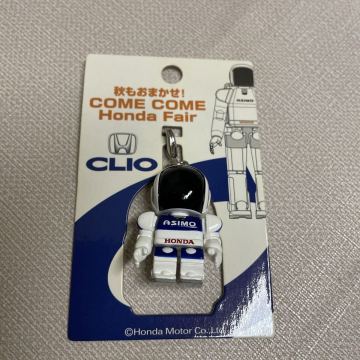 秋もおまかせ!
COME COME
Honda Fair
CLIO
ASIMO
ASIMO
HONDA
©Honda Motor Co., Ltd.